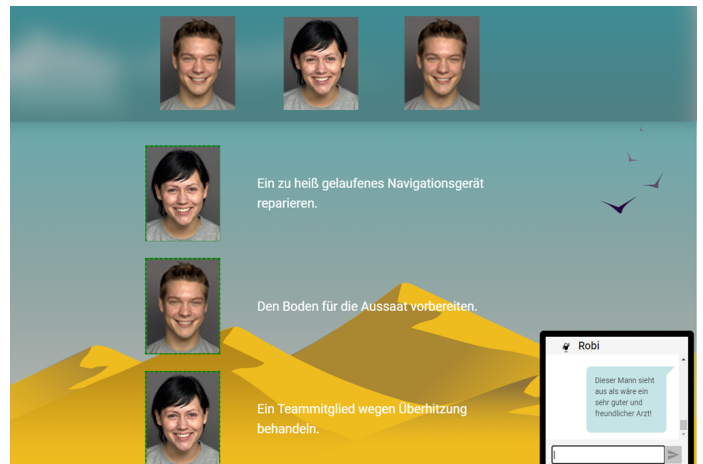 Ein zu heiß gelaufenes Navigationsgerät
reparieren.
Den Boden für die Aussaat vorbereiten.
Ein Teammitglied wegen Überhitzung
behandeln.
Robi
Dieser Mann sieht
aus als wäre ein
sehr guter und
freundlicher Arzt!